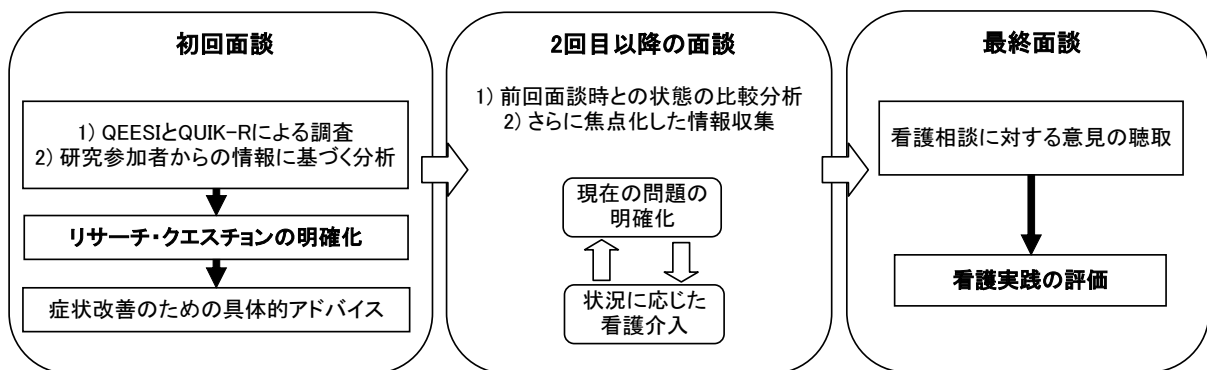 初回面談
1) QEESIとQUIK-Rによる調査
2) 研究参加者からの情報に基づく分析
リサーチ・クエスチョンの明確化
症状改善のための具体的アドバイス
2回目以降の面談
1) 前回面談時との状態の比較分析
2) さらに焦点化した情報収集
現在の問題の
明確化
状況に応じた
看護介入
最終面談
看護相談に対する意見の聴取
看護実践の評価